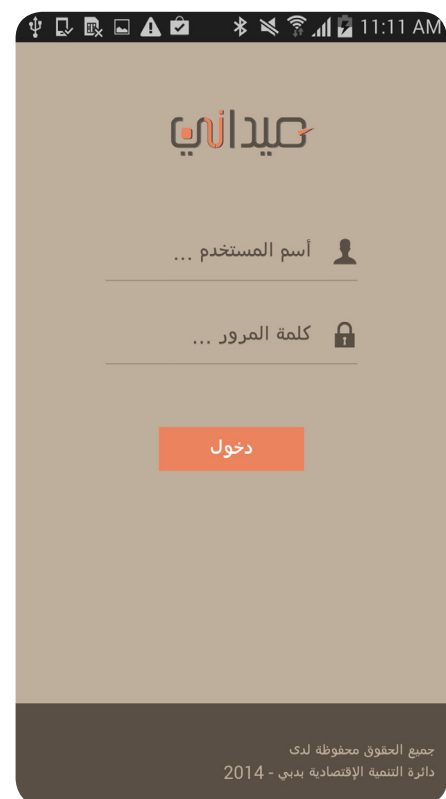 11:11 AM
ميداني
أسم المستخدم ...
كلمة المرور ...
دخول
جميع الحقوق محفوظة لدى
دائرة التنمية الإقتصادية بدبي - 2014